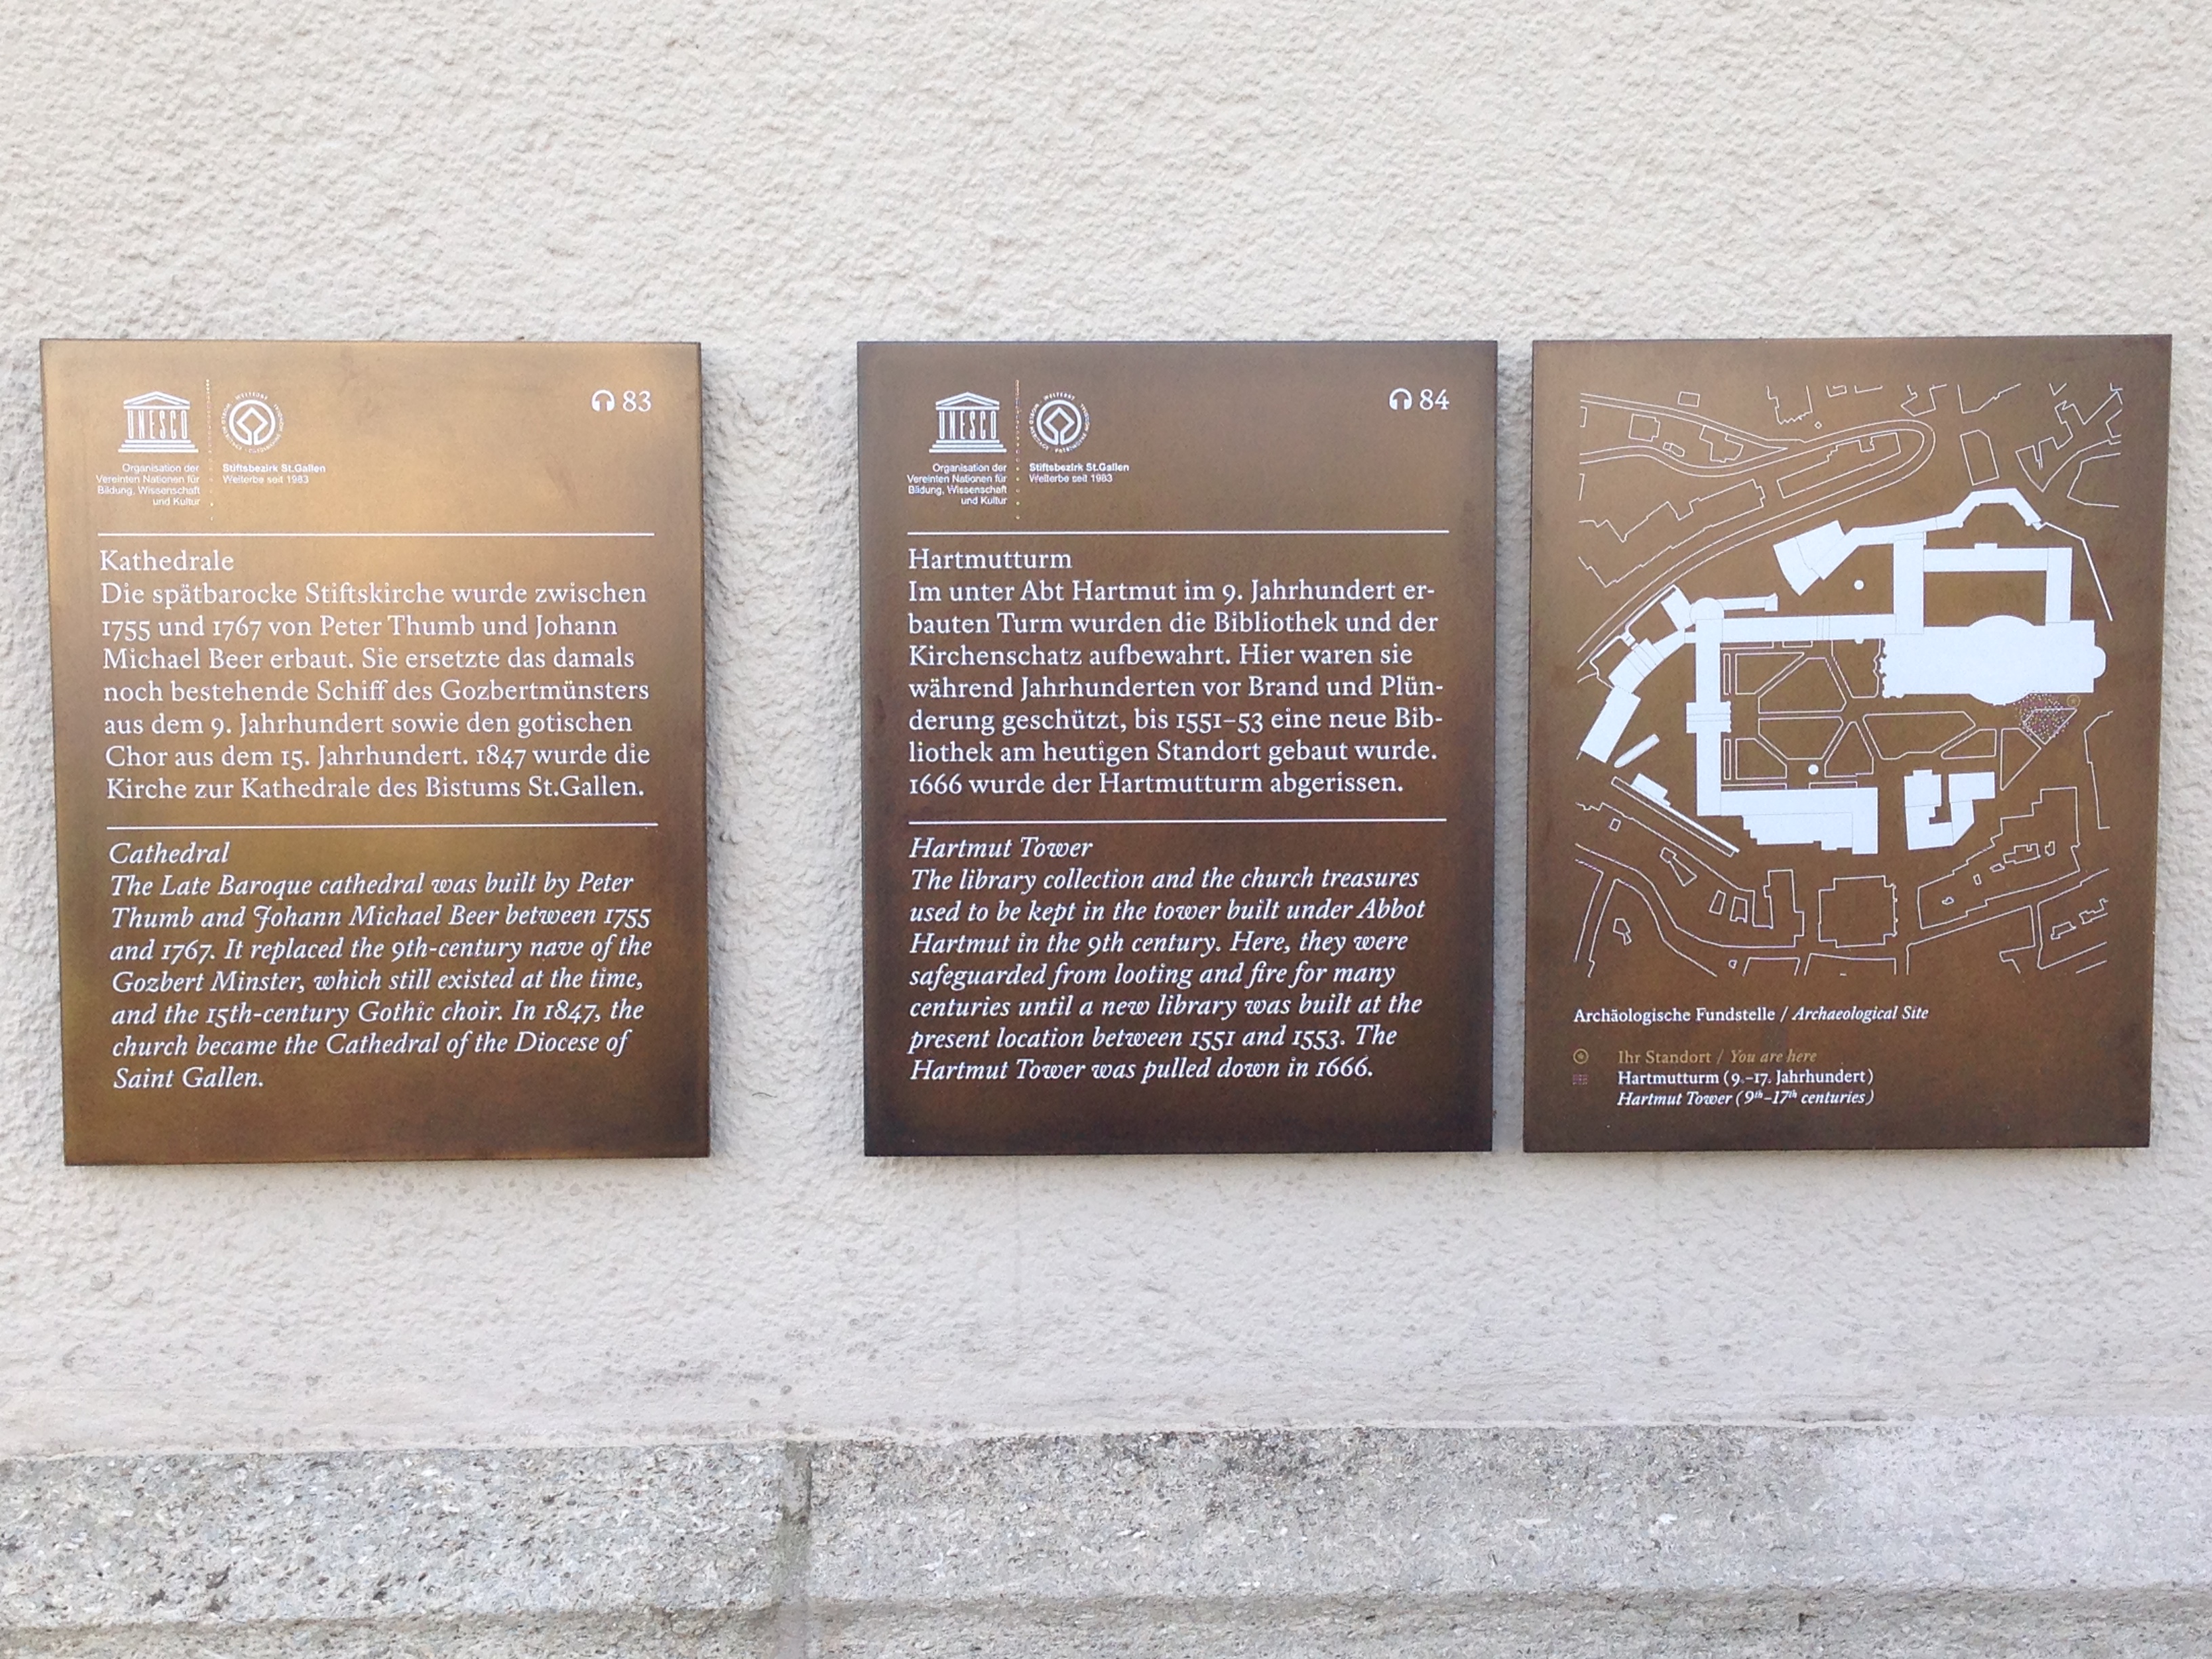 UNESCO
Organisation der
Vereinten Nationen für
Bildung, Wissenschaft
und Kultur
Stiftsbezirk St.Gallen
Welterbe seit 1983
83
Kathedrale
Die spätbarocke Stiftskirche wurde zwischen
1755 und 1767 von Peter Thumb und Johann
Michael Beer erbaut. Sie ersetzte das damals
noch bestehende Schiff des Gozbertmünsters
aus dem 9. Jahrhundert sowie den gotischen
Chor aus dem 15. Jahrhundert. 1847 wurde die
Kirche zur Kathedrale des Bistums St.Gallen.
Cathedral
The Late Baroque cathedral was built by Peter
Thumb and Johann Michael Beer between 1755
and 1767. It replaced the 9th-century nave of the
Gozbert Minster, which still existed at the time,
and the 15th-century Gothic choir. In 1847, the
church became the Cathedral of the Diocese of
Saint Gallen.
UNESCO
Organisation der
Vereinten Nationen für
Bildung, Wissenschaft
und Kultur
Stiftsbezirk St.Gallen
Welterbe seit 1983
84
Hartmutturm
Im unter Abt Hartmut im 9. Jahrhundert er-
bauten Turm wurden die Bibliothek und der
Kirchenschatz aufbewahrt. Hier waren sie
während Jahrhunderten vor Brand und Plün-
derung geschützt, bis 1551–53 eine neue Bib-
liothek am heutigen Standort gebaut wurde.
1666 wurde der Hartmutturm abgerissen.
Hartmut Tower
The library collection and the church treasures
used to be kept in the tower built under Abbot
Hartmut in the 9th century. Here, they were
safeguarded from looting and fire for many
centuries until a new library was built at the
present location between 1551 and 1553. The
Hartmut Tower was pulled down in 1666.
Archäologische Fundstelle / Archaeological Site
Ihr Standort / You are here
Hartmutturm (9.–17. Jahrhundert)
Hartmut Tower (9th–17th centuries)